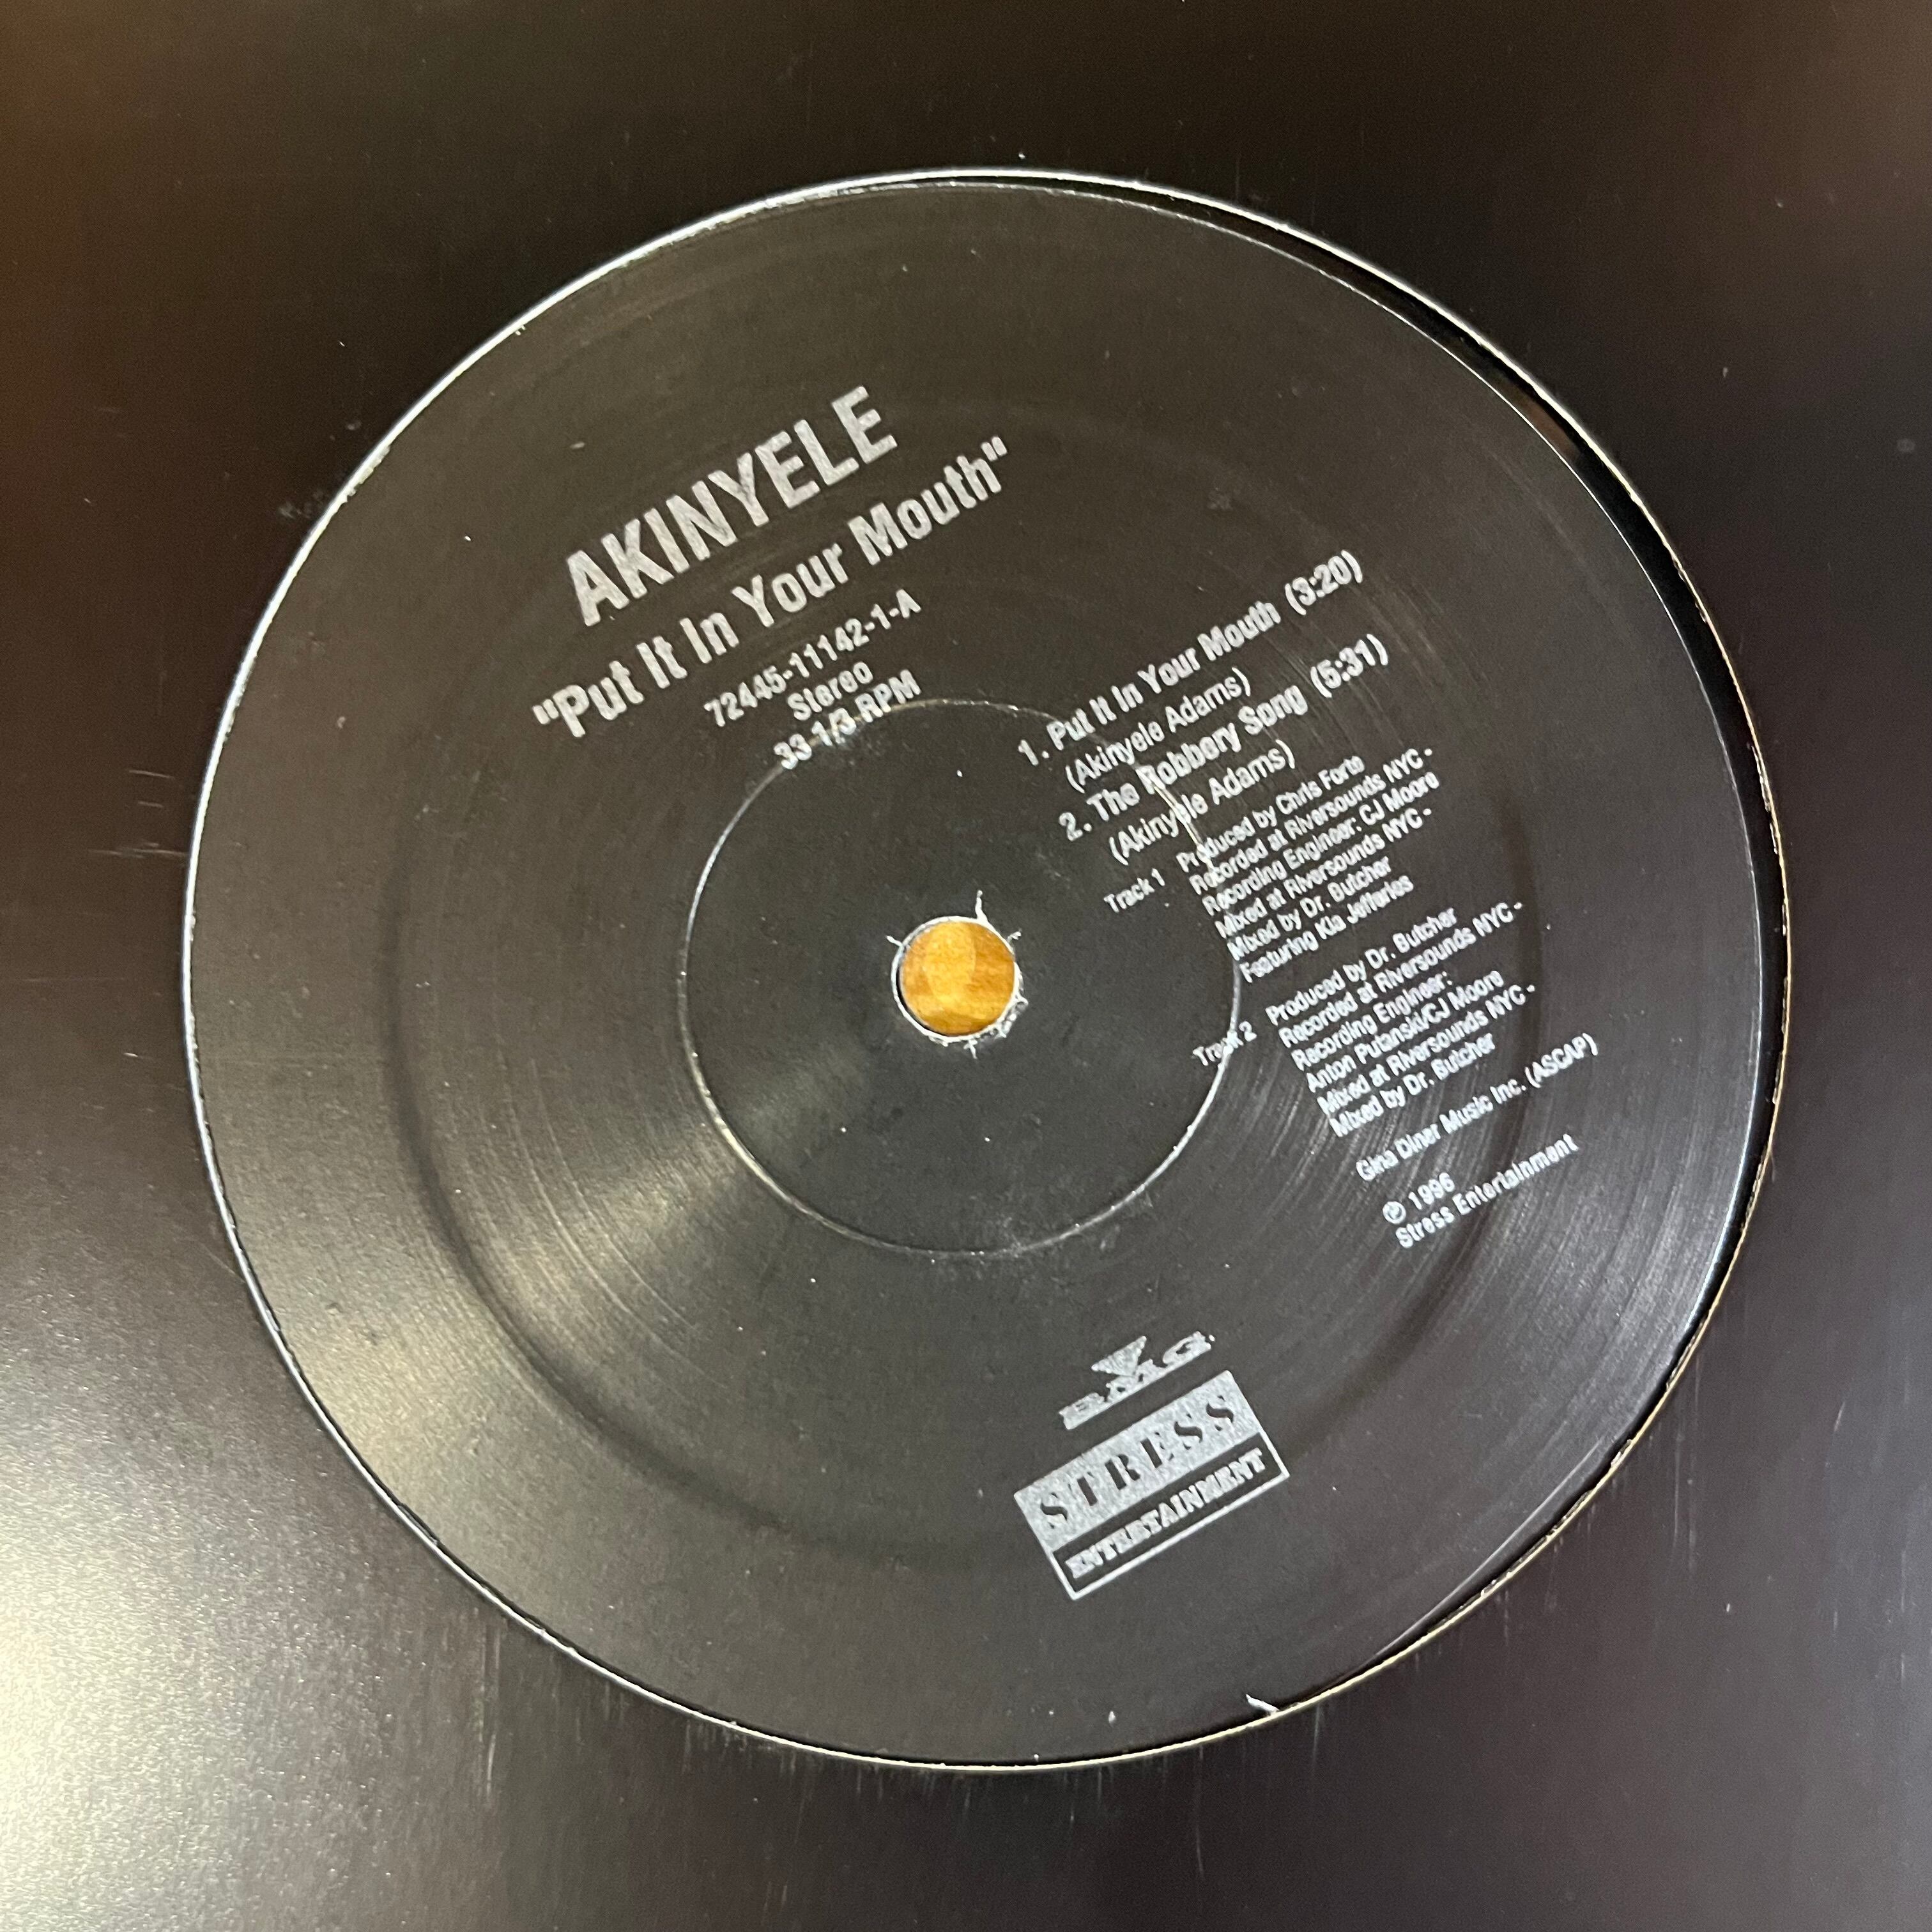 AKINYELE
"Put It In Your Mouth"
72445-11142-1-A
Stereo
33-1/3 RPM
1. Put It In Your Mouth (3:20)
(Akinyele Adams)
2. The Robbery Song (5:31)
(Akinyele Adams)
Track 1 Produced by Chris Forte
Recorded at Riversounds NYC -
Recording Engineer: CJ Moore
Mixed at Riversounds NYC -
Mixed by Dr. Butcher
Featuring Kia Jefferies
Track 2 Produced by Dr. Butcher
Recorded at Riversounds NYC -
Recording Engineer:
Anton Putanski/CJ Moore
Mixed at Riversounds NYC -
Mixed by Dr. Butcher
Gina Diner Music Inc. (ASCAP)
℗ 1996
Stress Entertainment
BMG
STRESS
ENTERTAINMENT